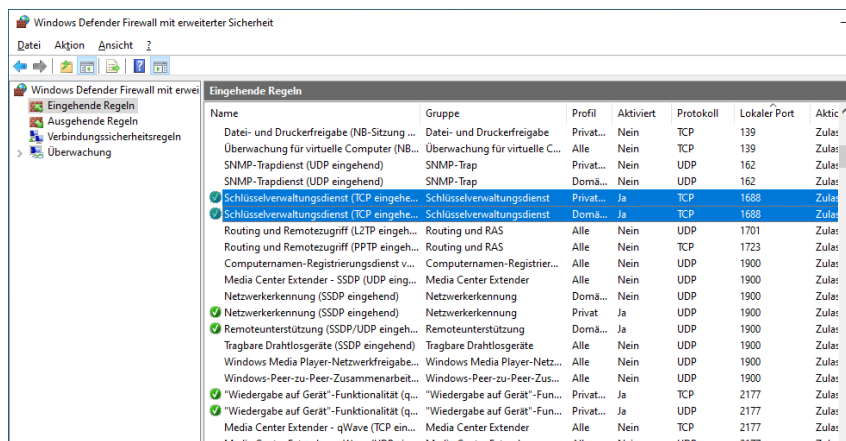 Windows Defender Firewall mit erweiterter Sicherheit
Datei Aktion Ansicht ?
Windows Defender Firewall mit erwei
Eingehende Regeln
Ausgehende Regeln
Verbindungssicherheitsregeln
Überwachung
Eingehende Regeln
Name Gruppe Profil Aktiviert Protokoll Lokaler Port Aktic
Datei- und Druckerfreigabe (NB-Sitzung ... Datei- und Druckerfreigabe Privat... Nein TCP 139 Zulas
Überwachung für virtuelle Computer (NB... Überwachung für virtuelle C... Alle Nein TCP 139 Zulas
SNMP-Trapdienst (UDP eingehend) SNMP-Trap Privat... Nein UDP 162 Zulas
SNMP-Trapdienst (UDP eingehend) SNMP-Trap Domä... Nein UDP 162 Zulas
Schlüsselverwaltungsdienst (TCP eingehe... Schlüsselverwaltungsdienst Privat... Ja TCP 1688 Zulas
Schlüsselverwaltungsdienst (TCP eingehe... Schlüsselverwaltungsdienst Domä... Ja TCP 1688 Zulas
Routing und Remotezugriff (L2TP eingeh... Routing und RAS Alle Nein UDP 1701 Zulas
Routing und Remotezugriff (PPTP eingeh... Routing und RAS Alle Nein TCP 1723 Zulas
Computernamen-Registrierungsdienst v... Computernamen-Registrier... Alle Nein UDP 1900 Zulas
Media Center Extender - SSDP (UDP eing... Media Center Extender Alle Nein UDP 1900 Zulas
Netzwerkerkennung (SSDP eingehend) Netzwerkerkennung Domä... Nein UDP 1900 Zulas
Netzwerkerkennung (SSDP eingehend) Netzwerkerkennung Privat Ja UDP 1900 Zulas
Remoteunterstützung (SSDP/UDP eingeh... Remoteunterstützung Domä... Ja UDP 1900 Zulas
Tragbare Drahtlosgeräte (SSDP eingehend) Tragbare Drahtlosgeräte Alle Nein UDP 1900 Zulas
Windows Media Player-Netzwerkfreigabe... Windows Media Player-Netz... Alle Nein UDP 1900 Zulas
Windows-Peer-zu-Peer-Zusammenarbeit... Windows-Peer-zu-Peer-Zus... Alle Nein UDP 1900 Zulas
"Wiedergabe auf Gerät"-Funktionalität (q... "Wiedergabe auf Gerät"-Fun... Privat... Ja TCP 2177 Zulas
"Wiedergabe auf Gerät"-Funktionalität (q... "Wiedergabe auf Gerät"-Fun... Privat... Ja UDP 2177 Zulas
Media Center Extender - qWave (TCP ein... Media Center Extender Alle Nein TCP 2177 Zulas